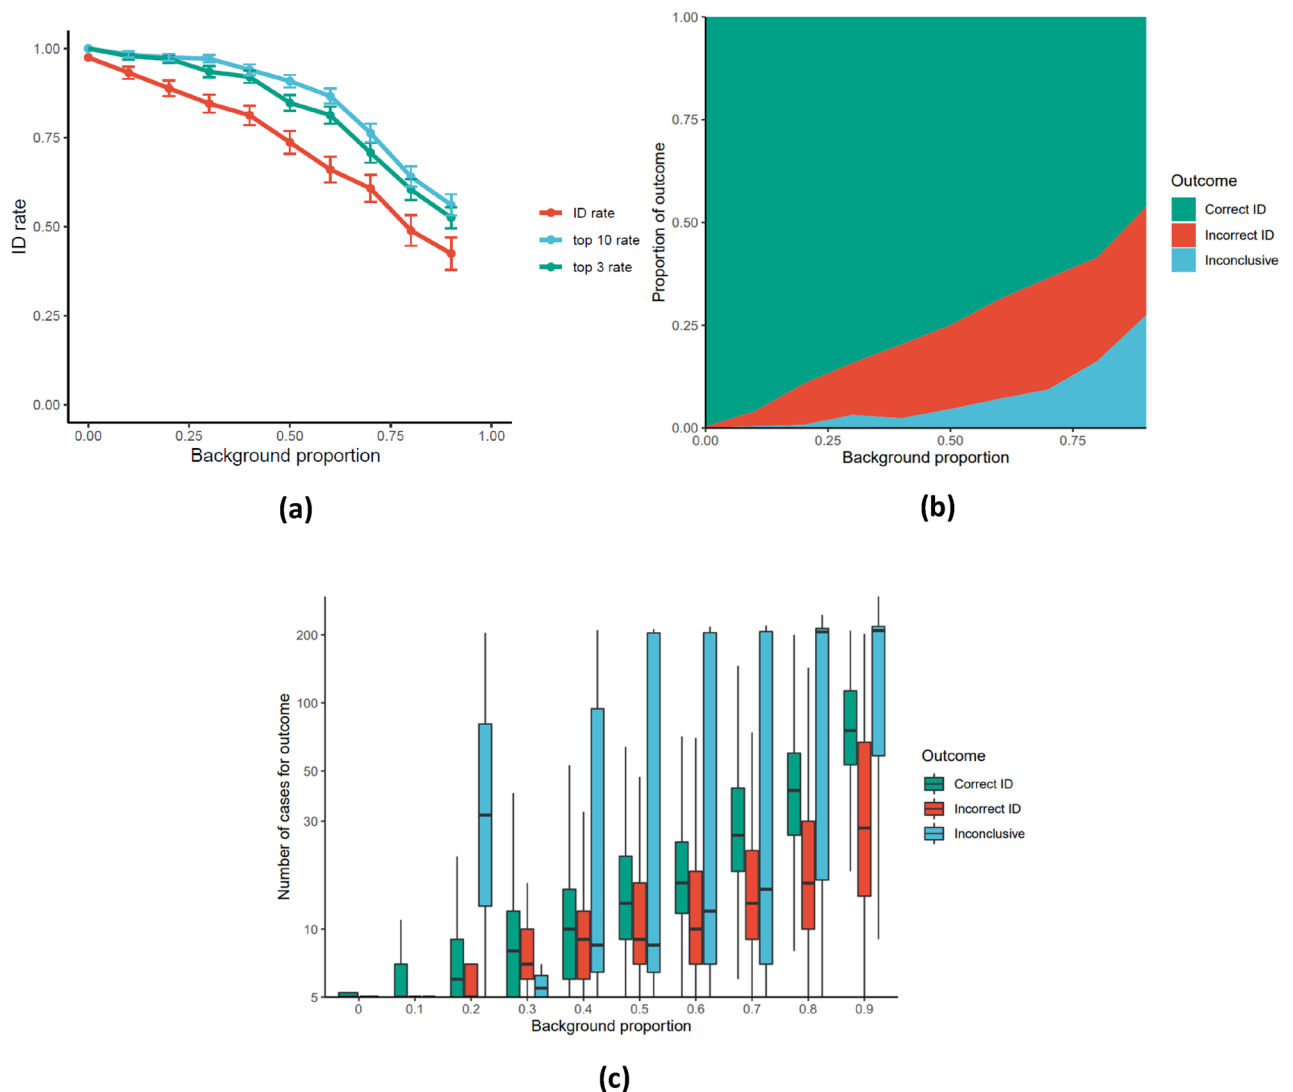 1.00
0.75
0.50
0.25
0.00
ID rate
0.00 0.25 0.50 0.75 1.00
Background proportion
ID rate
top 10 rate
top 3 rate
(a)
1.00
0.75
0.50
0.25
0.00
Proportion of outcome
0.00 0.25 0.50 0.75
Background proportion
Outcome
Correct ID
Incorrect ID
Inconclusive
(b)
200
100
50
30
10
5
Number of cases for outcome
0 0.1 0.2 0.3 0.4 0.5 0.6 0.7 0.8 0.9
Background proportion
Outcome
Correct ID
Incorrect ID
Inconclusive
(c)